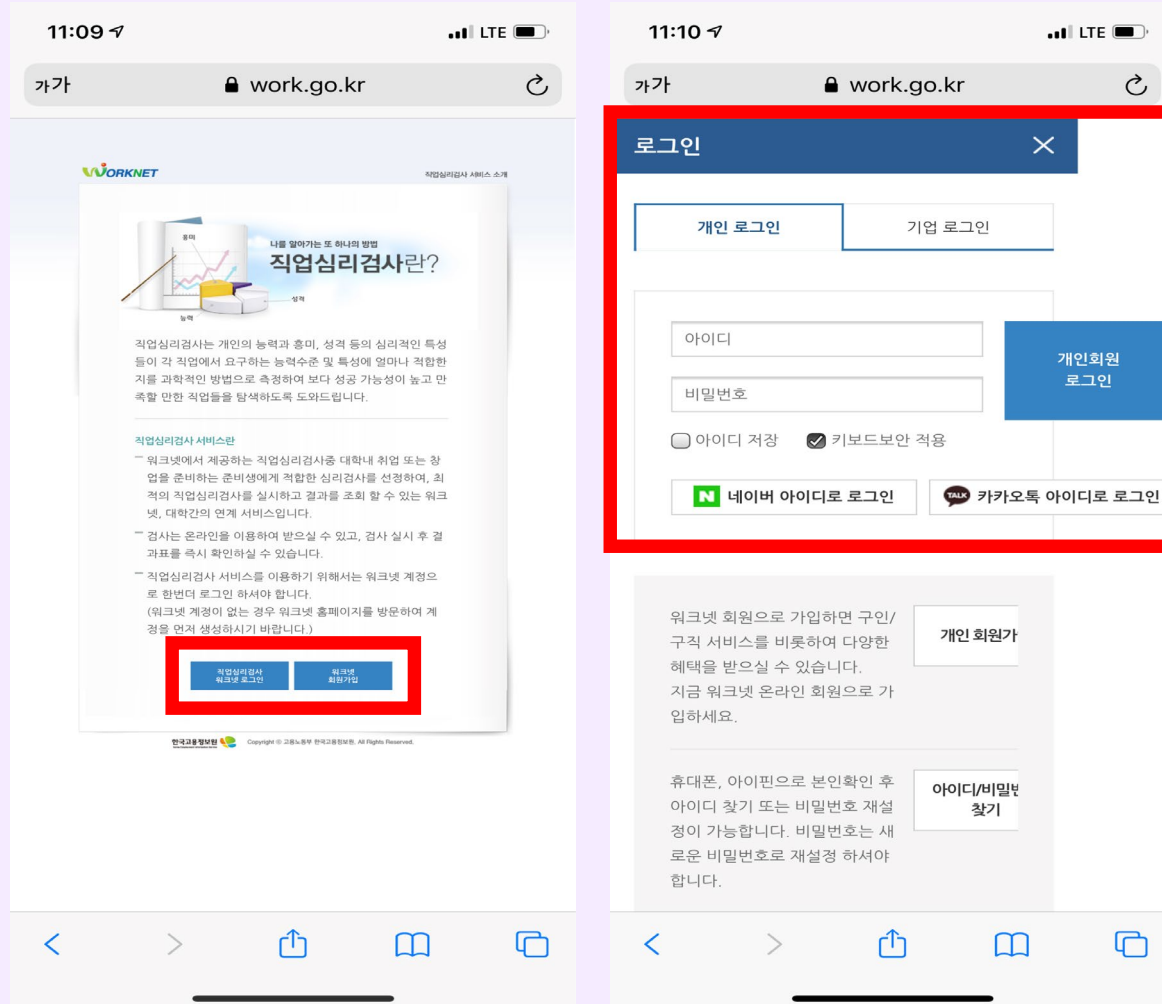 11:09
LTE
가가
work.go.kr
WORKNET
직업심리검사 서비스 소개
흥미
나를 알아가는 또 하나의 방법
직업심리검사란?
성격
능력
직업심리검사는 개인의 능력과 흥미, 성격 등의 심리적인 특성
들이 각 직업에서 요구하는 능력수준 및 특성에 얼마나 적합한
지를 과학적인 방법으로 측정하여 보다 성공 가능성이 높고 만
족할 만한 직업들을 탐색하도록 도와드립니다.
직업심리검사 서비스란
워크넷에서 제공하는 직업심리검사중 대학내 취업 또는 창
업을 준비하는 준비생에게 적합한 심리검사를 선정하여, 최
적의 직업심리검사를 실시하고 결과를 조회 할 수 있는 워크
넷, 대학간의 연계 서비스입니다.
검사는 온라인을 이용하여 받으실 수 있고, 검사 실시 후 결
과표를 즉시 확인하실 수 있습니다.
직업심리검사 서비스를 이용하기 위해서는 워크넷 계정으
로 한번더 로그인 하셔야 합니다.
(워크넷 계정이 없는 경우 워크넷 홈페이지를 방문하여 계
정을 먼저 생성하시기 바랍니다.)
직업심리검사
워크넷 로그인
워크넷
회원가입
한국고용정보원
Copyright ⓒ 고용노동부 한국고용정보원. All Rights Reserved.
11:10
LTE
가가
work.go.kr
로그인
개인 로그인
기업 로그인
아이디
비밀번호
개인회원
로그인
아이디 저장
키보드보안 적용
N 네이버 아이디로 로그인
TALK 카카오톡 아이디로 로그인
워크넷 회원으로 가입하면 구인/
구직 서비스를 비롯하여 다양한
혜택을 받으실 수 있습니다.
지금 워크넷 온라인 회원으로 가
입하세요.
개인 회원가
휴대폰, 아이핀으로 본인확인 후
아이디 찾기 또는 비밀번호 재설
정이 가능합니다. 비밀번호는 새
로운 비밀번호로 재설정 하셔야
합니다.
아이디/비밀번
찾기